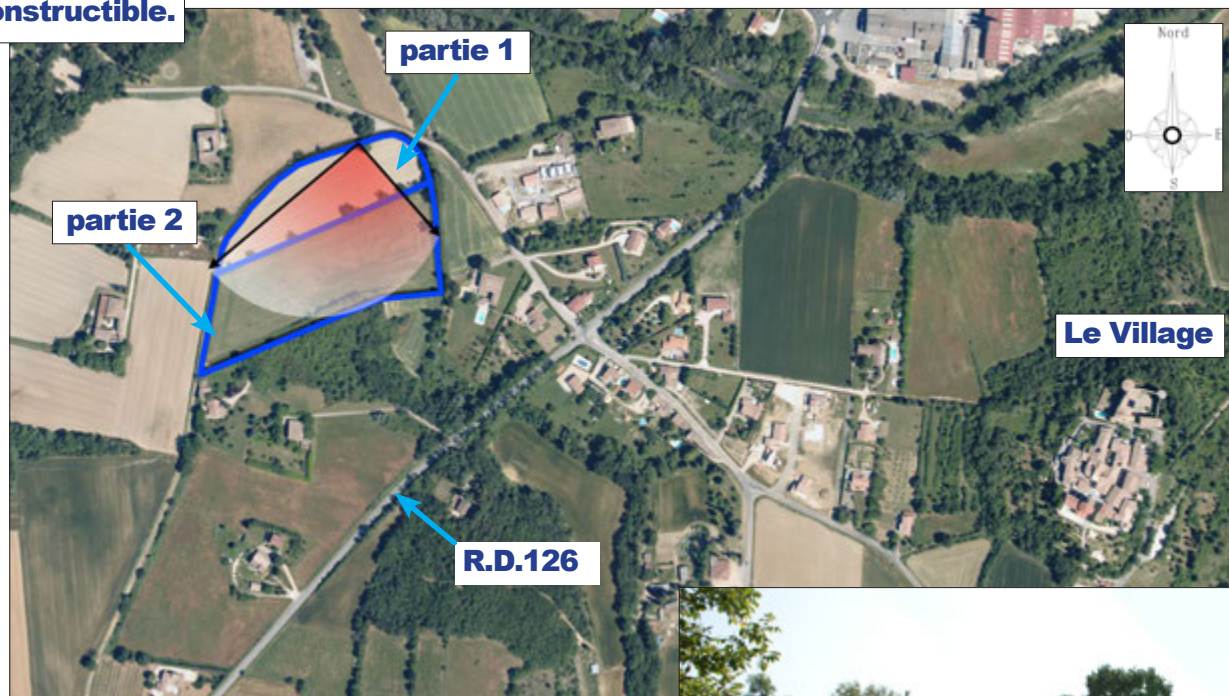 onstructible.
partie 1
Nord
O
E
S
partie 2
Le Village
R.D.126